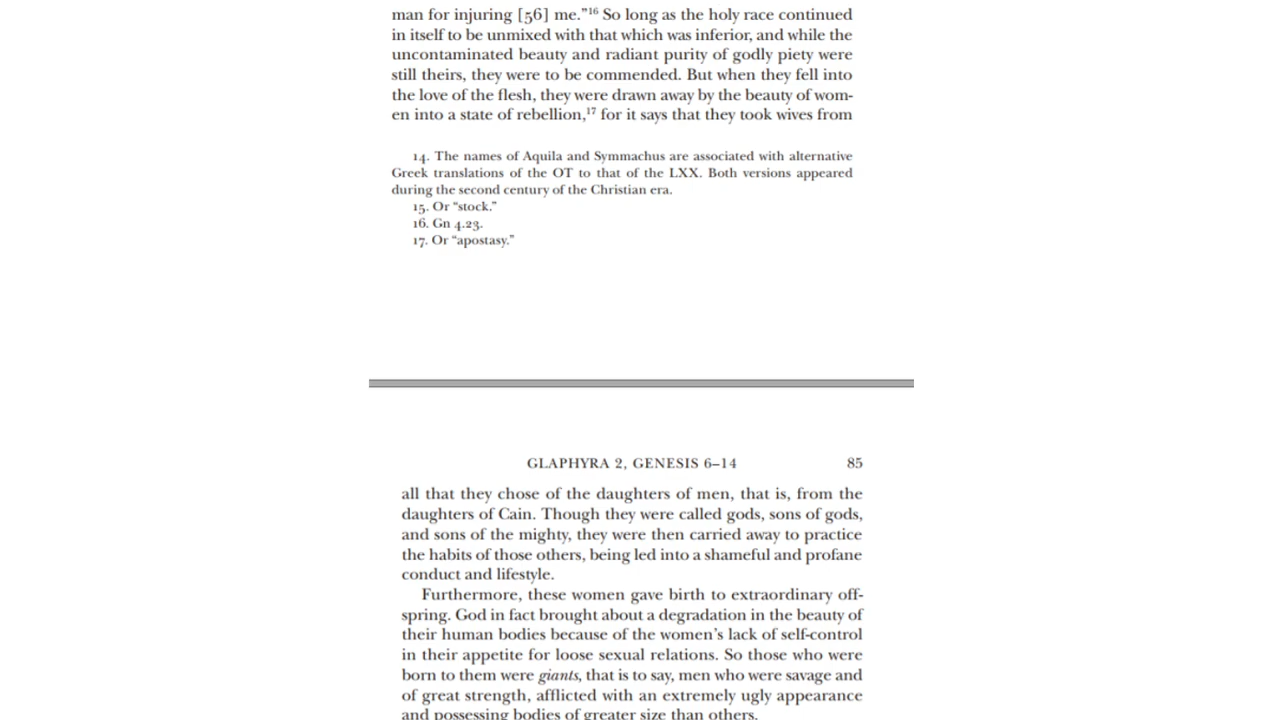 man for injuring [56] me.”16 So long as the holy race continued
in itself to be unmixed with that which was inferior, and while the
uncontaminated beauty and radiant purity of godly piety were
still theirs, they were to be commended. But when they fell into
the love of the flesh, they were drawn away by the beauty of wom-
en into a state of rebellion,17 for it says that they took wives from
14. The names of Aquila and Symmachus are associated with alternative
Greek translations of the OT to that of the LXX. Both versions appeared
during the second century of the Christian era.
15. Or “stock.”
16. Gn 4.23.
17. Or “apostasy.”
GLAPHYRA 2, GENESIS 6–14 85
all that they chose of the daughters of men, that is, from the
daughters of Cain. Though they were called gods, sons of gods,
and sons of the mighty, they were then carried away to practice
the habits of those others, being led into a shameful and profane
conduct and lifestyle.
Furthermore, these women gave birth to extraordinary off-
spring. God in fact brought about a degradation in the beauty of
their human bodies because of the women’s lack of self-control
in their appetite for loose sexual relations. So those who were
born to them were giants, that is to say, men who were savage and
of great strength, afflicted with an extremely ugly appearance
and possessing bodies of greater size than others.